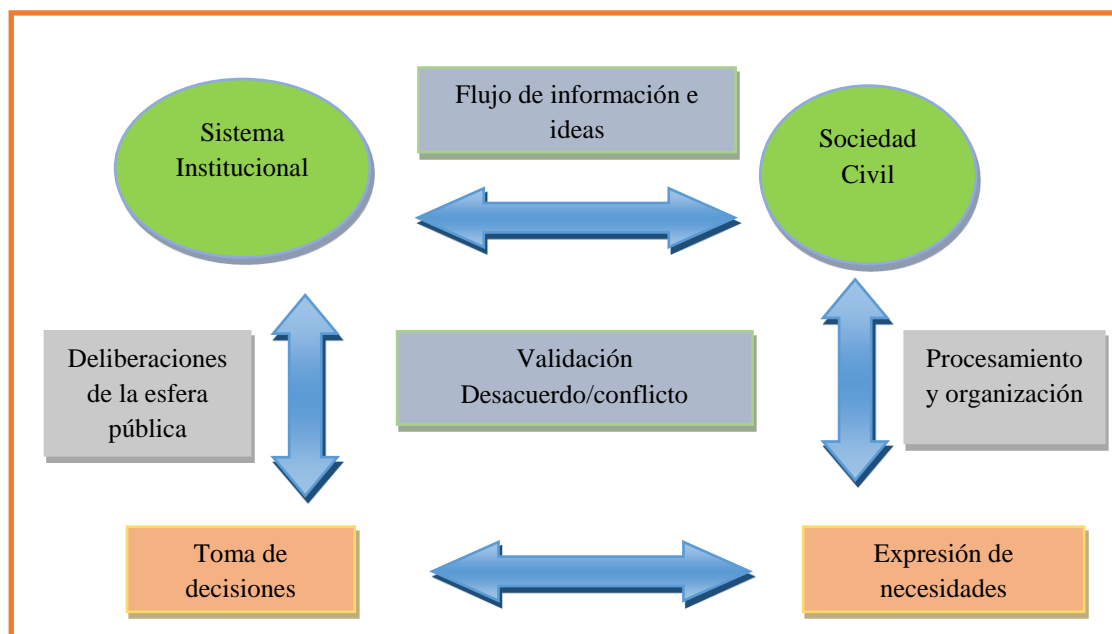 Sistema
Institucional
Flujo de información e
ideas
Sociedad
Civil
Deliberaciones
de la esfera
pública
Validación
Desacuerdo/conflicto
Procesamiento
y organización
Toma de
decisiones
Expresión de
necesidades